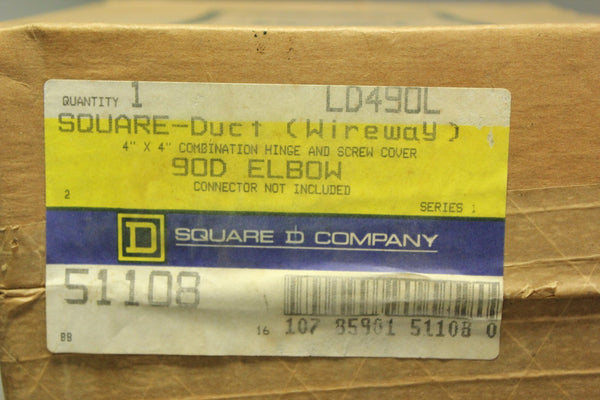 QUANTITY 1 LD490L
SQUARE-Duct (Wireway)
4" X 4" COMBINATION HINGE AND SCREW COVER
90D ELBOW
CONNECTOR NOT INCLUDED
2 SERIES 1
D SQUARE D COMPANY
51108
BB 16 107 85901 51108 0